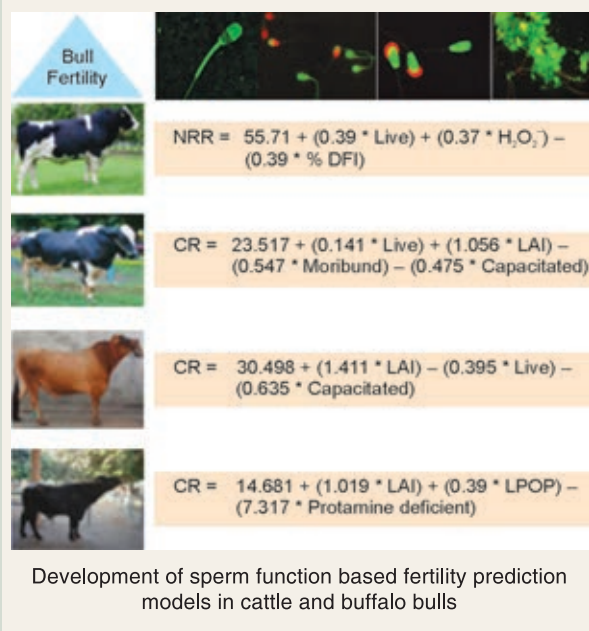 Bull
Fertility
NRR = 55.71 + (0.39 * Live) + (0.37 * H₂O₂⁻) –
(0.39 * % DFI)
CR = 23.517 + (0.141 * Live) + (1.056 * LAI) –
(0.547 * Moribund) – (0.475 * Capacitated)
CR = 30.498 + (1.411 * LAI) – (0.395 * Live) –
(0.635 * Capacitated)
CR = 14.681 + (1.019 * LAI) + (0.39 * LPOP) –
(7.317 * Protamine deficient)
Development of sperm function based fertility prediction
models in cattle and buffalo bulls